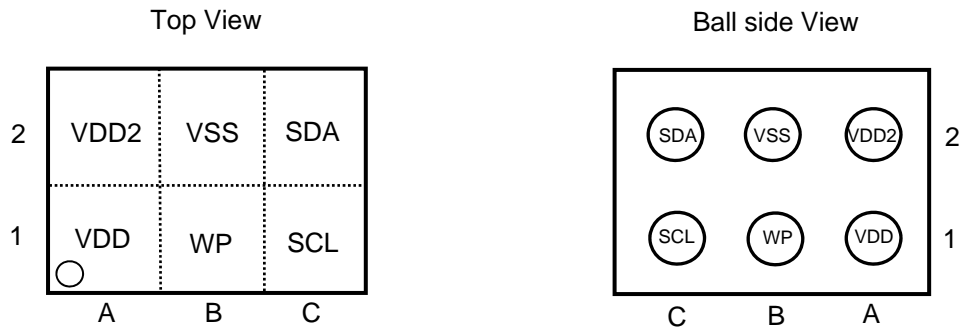 Top View
2 VDD2 VSS SDA
1 VDD WP SCL
A B C
Ball side View
SDA VSS VDD2 2
SCL WP VDD 1
C B A